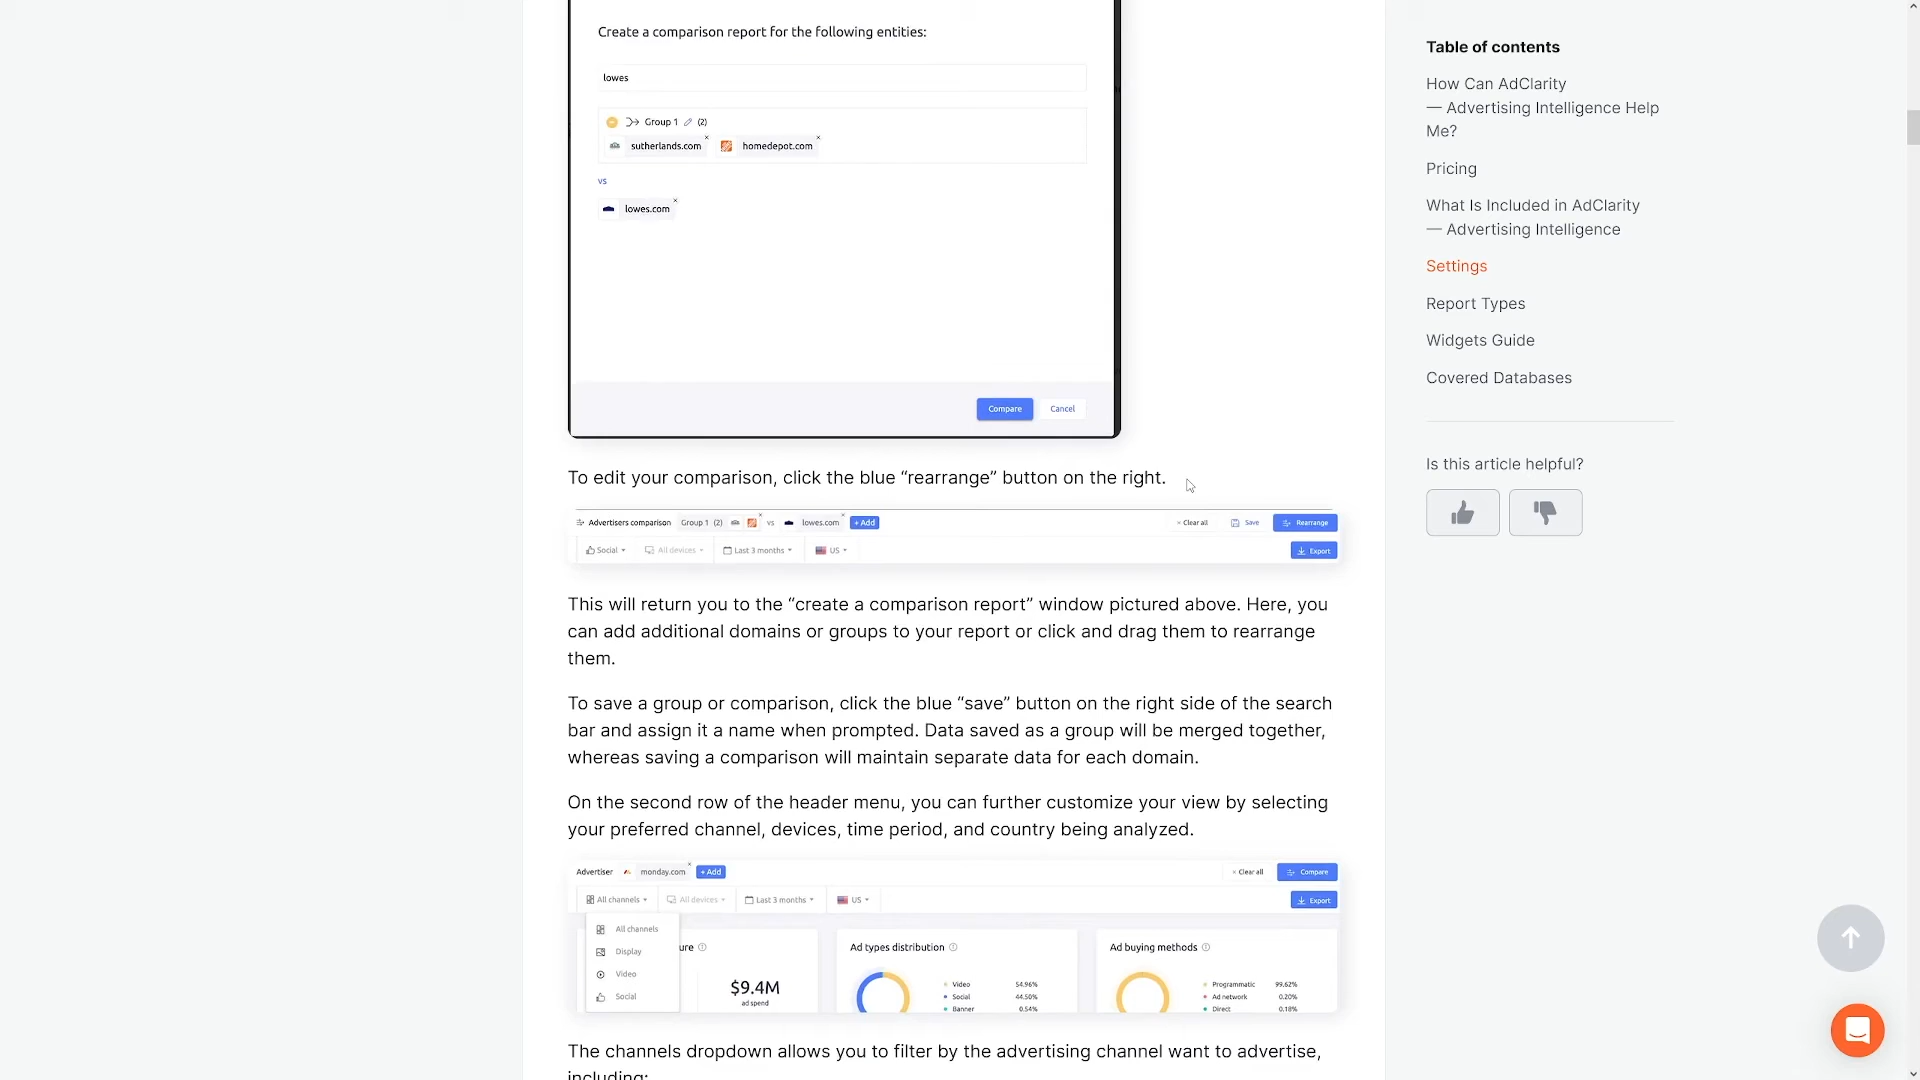 Create a comparison report for the following entities:
lowes
Group 1 (2)
sutherlands.com × homedepot.com ×
vs
lowes.com ×
Compare Cancel
To edit your comparison, click the blue “rearrange” button on the right.
Advertisers comparison Group 1 (2) × vs lowes.com × + Add × Clear all Save Rearrange
Social All devices Last 3 months US Export
This will return you to the “create a comparison report” window pictured above. Here, you
can add additional domains or groups to your report or click and drag them to rearrange
them.
To save a group or comparison, click the blue “save” button on the right side of the search
bar and assign it a name when prompted. Data saved as a group will be merged together,
whereas saving a comparison will maintain separate data for each domain.
On the second row of the header menu, you can further customize your view by selecting
your preferred channel, devices, time period, and country being analyzed.
Advertiser monday.com × + Add × Clear all Compare
All channels All devices Last 3 months US Export
All channels
Display
Video
Social
ure
$9.4M
ad spend
Ad types distribution
Video 54.96%
Social 44.50%
Banner 0.54%
Ad buying methods
Programmatic 99.62%
Ad network 0.20%
Direct 0.18%
The channels dropdown allows you to filter by the advertising channel want to advertise,
including:
Table of contents
How Can AdClarity
— Advertising Intelligence Help
Me?
Pricing
What Is Included in AdClarity
— Advertising Intelligence
Settings
Report Types
Widgets Guide
Covered Databases
Is this article helpful?